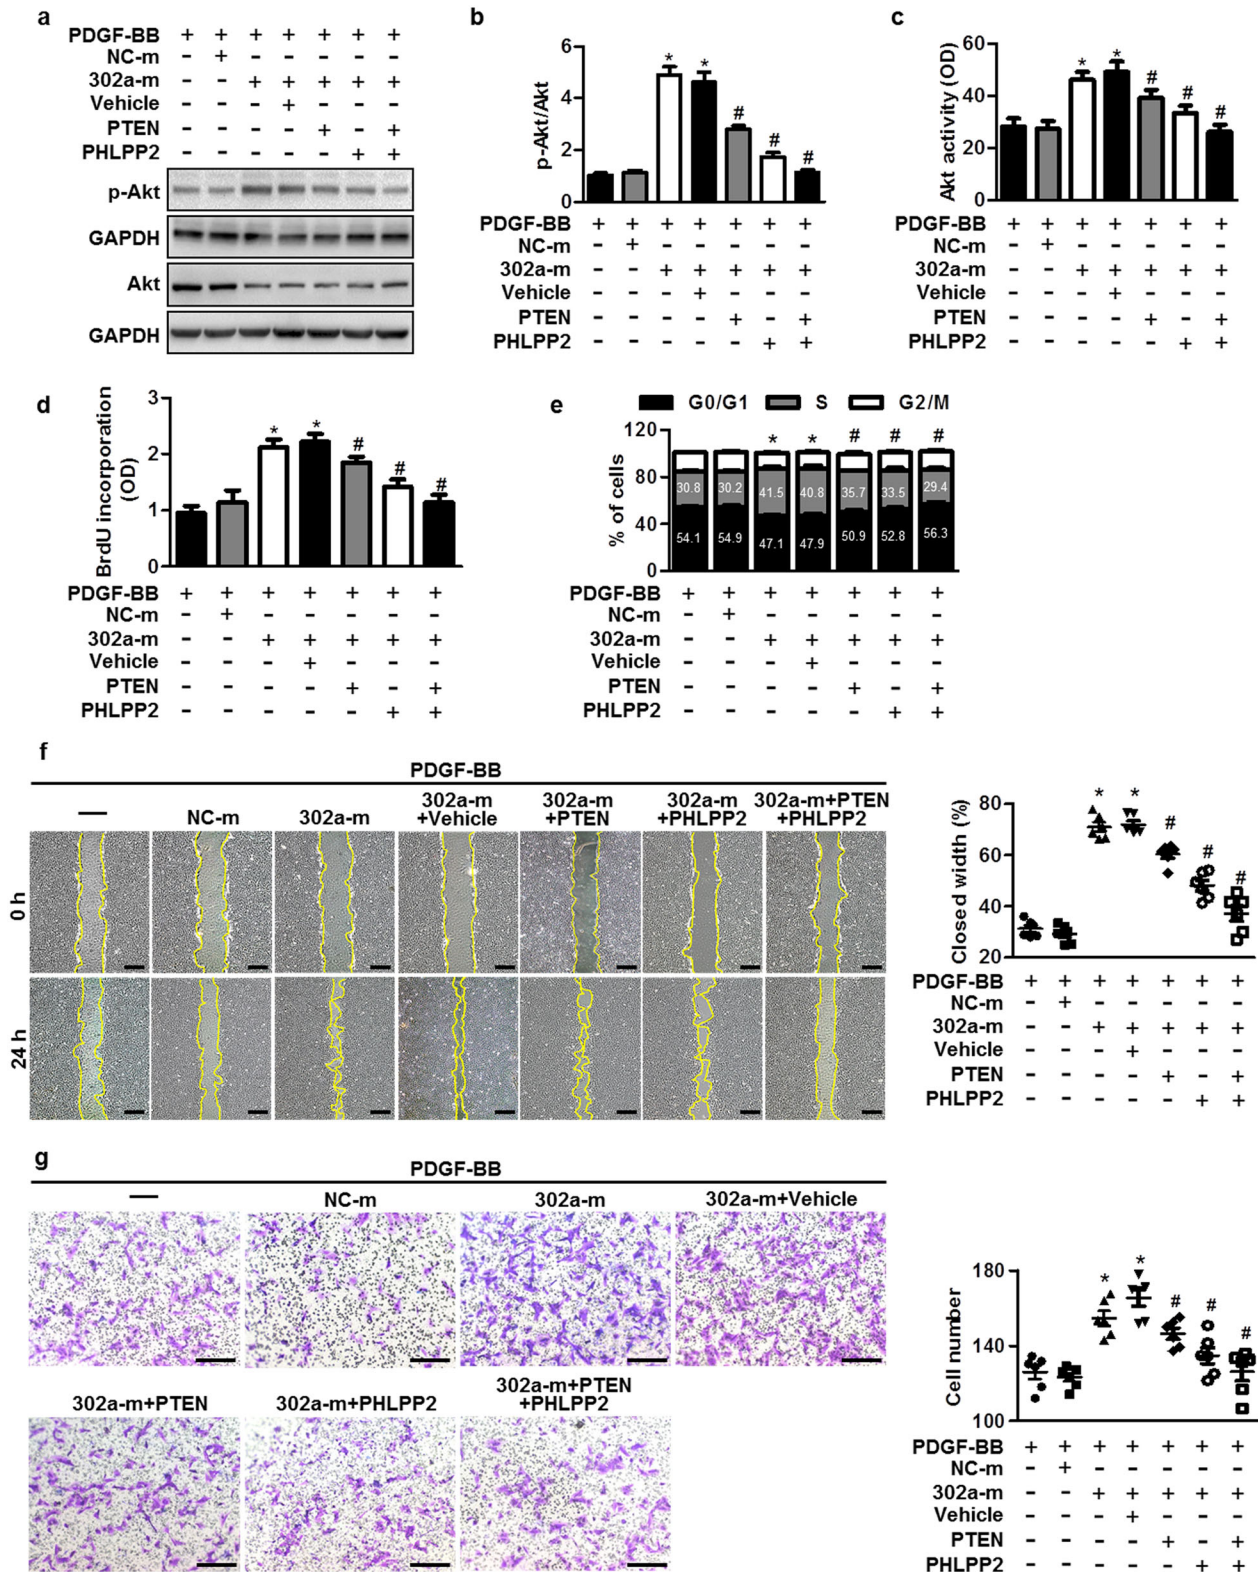 a
PDGF-BB + + + + + + +
NC-m - + - - - - -
302a-m - - + + + + +
Vehicle - - - + - - -
PTEN - - - - + - +
PHLPP2 - - - - - + +
p-Akt
GAPDH
Akt
GAPDH
b
p-Akt/Akt
6
4
2
0
* * # # #
PDGF-BB + + + + + + +
NC-m - + - - - - -
302a-m - - + + + + +
Vehicle - - - + - - -
PTEN - - - - + - +
PHLPP2 - - - - - + +
c
Akt activity (OD)
60
40
20
0
* * # # #
PDGF-BB + + + + + + +
NC-m - + - - - - -
302a-m - - + + + + +
Vehicle - - - + - - -
PTEN - - - - + - +
PHLPP2 - - - - - + +
d
BrdU incorporation
(OD)
3
2
1
0
* * # # #
PDGF-BB + + + + + + +
NC-m - + - - - - -
302a-m - - + + + + +
Vehicle - - - + - - -
PTEN - - - - + - +
PHLPP2 - - - - - + +
e
G0/G1 S G2/M
% of cells
120
80
40
0
* * # # #
30.8 30.2 41.5 40.8 35.7 33.5 29.4
54.1 54.9 47.1 47.9 50.9 52.8 56.3
PDGF-BB + + + + + + +
NC-m - + - - - - -
302a-m - - + + + + +
Vehicle - - - + - - -
PTEN - - - - + - +
PHLPP2 - - - - - + +
f
PDGF-BB
— NC-m 302a-m
302a-m
+Vehicle
302a-m
+PTEN
302a-m
+PHLPP2
302a-m+PTEN
+PHLPP2
0 h
24 h
Closed width (%)
80
60
40
20
* * # # #
PDGF-BB + + + + + + +
NC-m - + - - - - -
302a-m - - + + + + +
Vehicle - - - + - - -
PTEN - - - - + - +
PHLPP2 - - - - - + +
g
PDGF-BB
— NC-m 302a-m 302a-m+Vehicle
302a-m+PTEN 302a-m+PHLPP2
302a-m+PTEN
+PHLPP2
Cell number
180
140
100
* * # # #
PDGF-BB + + + + + + +
NC-m - + - - - - -
302a-m - - + + + + +
Vehicle - - - + - - -
PTEN - - - - + - +
PHLPP2 - - - - - + +